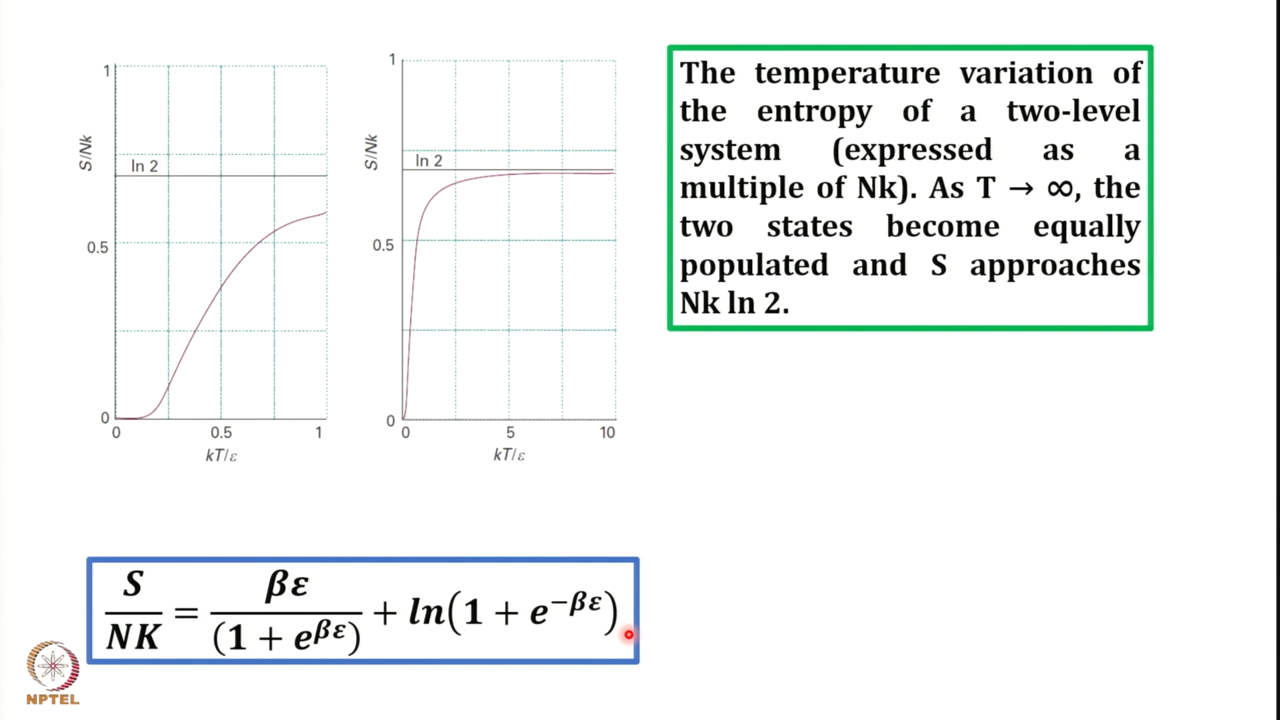 1
S/Nk
ln 2
0.5
0
0
0.5
1
kT/ε
1
S/Nk
ln 2
0.5
0
0
5
10
kT/ε
The temperature variation of
the entropy of a two-level
system (expressed as a
multiple of Nk). As T → ∞, the
two states become equally
populated and S approaches
Nk ln 2.
S/NK = βε/(1 + e^βε) + ln(1 + e^−βε)
NPTEL